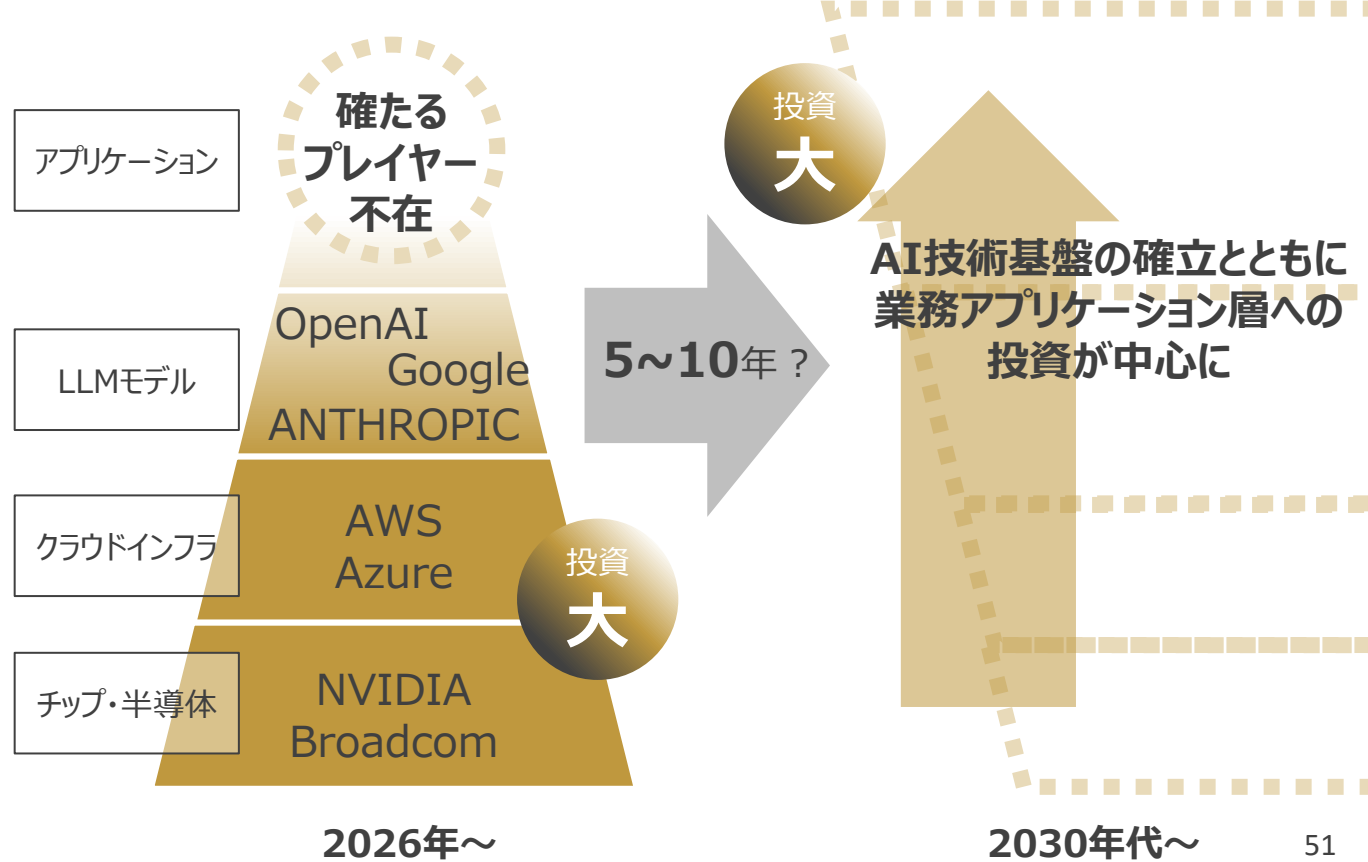 アプリケーション
確たる
プレイヤー
不在
LLMモデル
OpenAI
Google
ANTHROPIC
クラウドインフラ
AWS
Azure
チップ・半導体
NVIDIA
Broadcom
投資
大
2026年～
5~10年？
投資
大
AI技術基盤の確立とともに
業務アプリケーション層への
投資が中心に
2030年代～
51